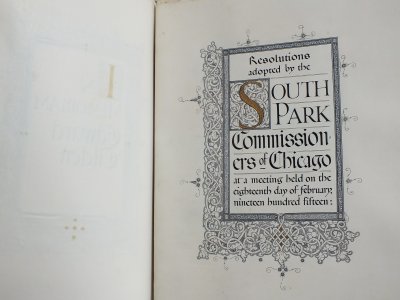 Resolutions
adopted by the
SOUTH
PARK
Commission-
ers of Chicago
at a meeting held on the
eighteenth day of february,
nineteen hundred fifteen: